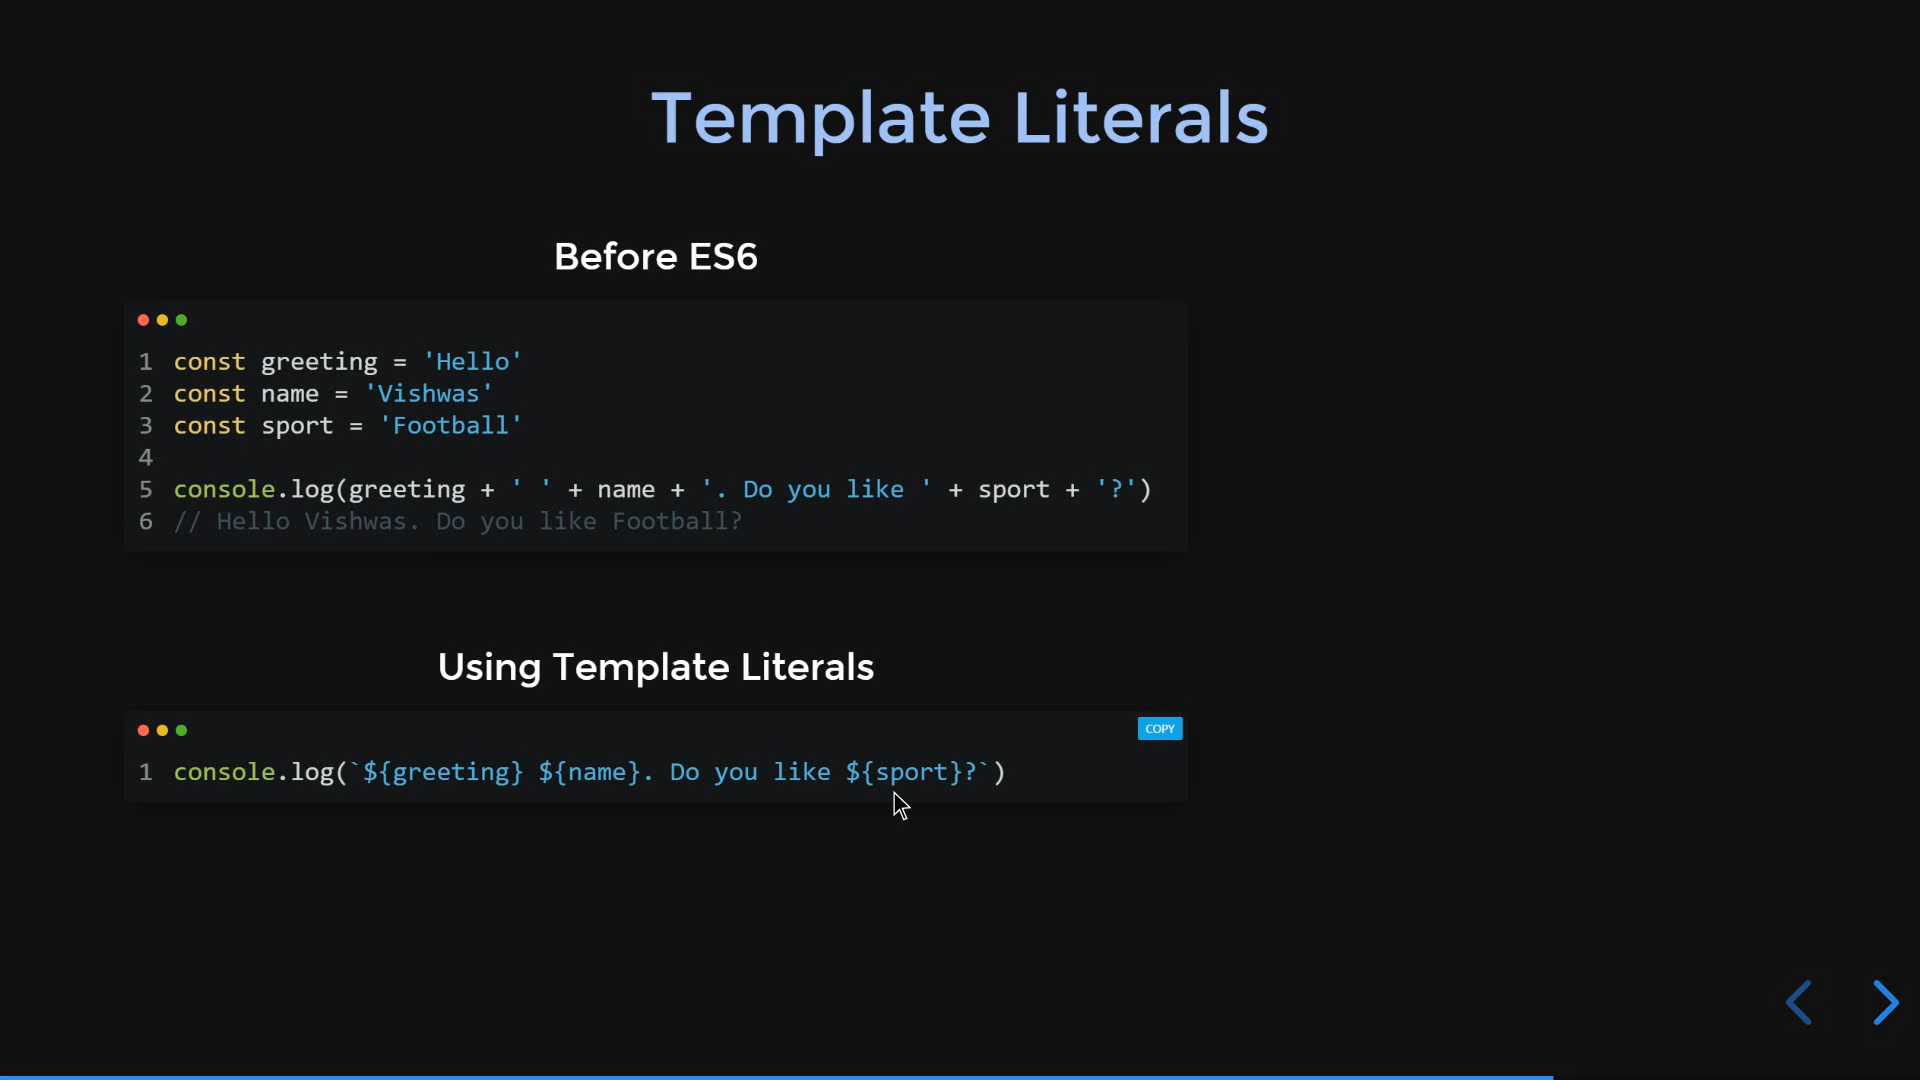 Template Literals
Before ES6
1 const greeting = 'Hello'
2 const name = 'Vishwas'
3 const sport = 'Football'
4
5 console.log(greeting + ' ' + name + '. Do you like ' + sport + '?')
6 // Hello Vishwas. Do you like Football?
Using Template Literals
COPY
1 console.log(`${greeting} ${name}. Do you like ${sport}?`)